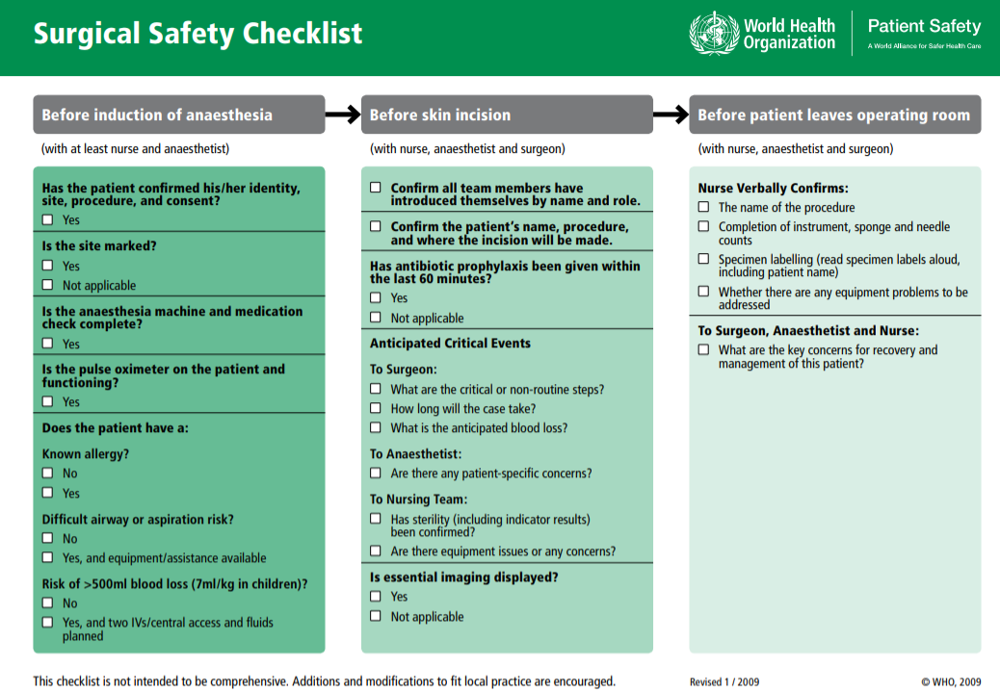 Surgical Safety Checklist
World Health
Organization
Patient Safety
A World Alliance for Safer Health Care
Before induction of anaesthesia
(with at least nurse and anaesthetist)
Has the patient confirmed his/her identity,
site, procedure, and consent?
Yes
Is the site marked?
Yes
Not applicable
Is the anaesthesia machine and medication
check complete?
Yes
Is the pulse oximeter on the patient and
functioning?
Yes
Does the patient have a:
Known allergy?
No
Yes
Difficult airway or aspiration risk?
No
Yes, and equipment/assistance available
Risk of >500ml blood loss (7ml/kg in children)?
No
Yes, and two IVs/central access and fluids
planned
Before skin incision
(with nurse, anaesthetist and surgeon)
Confirm all team members have
introduced themselves by name and role.
Confirm the patient's name, procedure,
and where the incision will be made.
Has antibiotic prophylaxis been given within
the last 60 minutes?
Yes
Not applicable
Anticipated Critical Events
To Surgeon:
What are the critical or non-routine steps?
How long will the case take?
What is the anticipated blood loss?
To Anaesthetist:
Are there any patient-specific concerns?
To Nursing Team:
Has sterility (including indicator results)
been confirmed?
Are there equipment issues or any concerns?
Is essential imaging displayed?
Yes
Not applicable
Before patient leaves operating room
(with nurse, anaesthetist and surgeon)
Nurse Verbally Confirms:
The name of the procedure
Completion of instrument, sponge and needle
counts
Specimen labelling (read specimen labels aloud,
including patient name)
Whether there are any equipment problems to be
addressed
To Surgeon, Anaesthetist and Nurse:
What are the key concerns for recovery and
management of this patient?
This checklist is not intended to be comprehensive. Additions and modifications to fit local practice are encouraged.
Revised 1 / 2009
© WHO, 2009